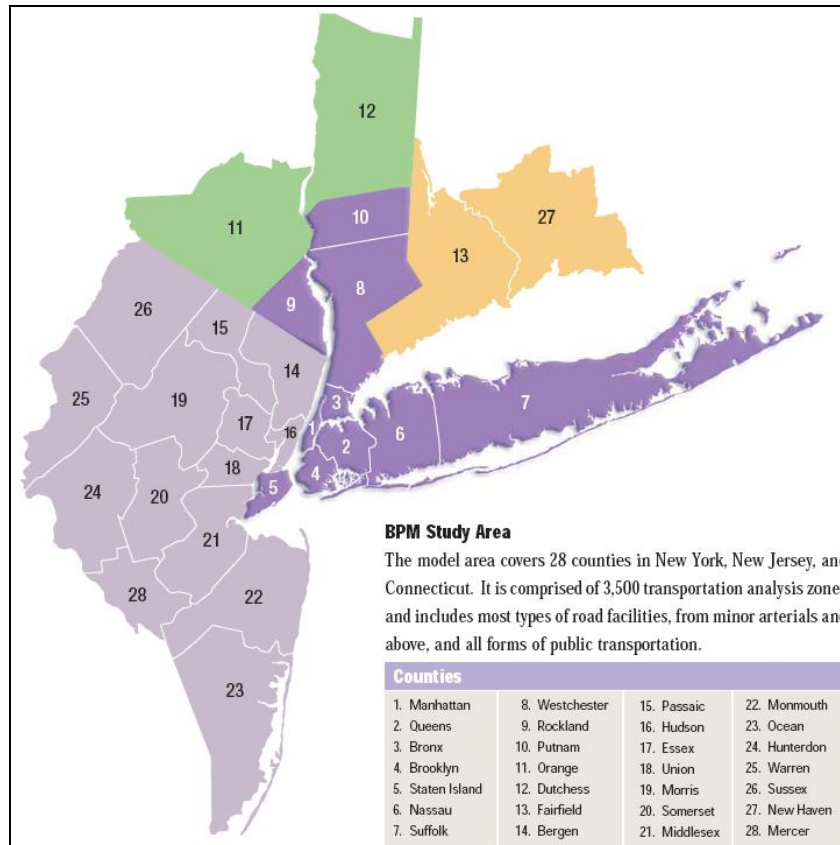 12
10
11
27
13
8
9
26
15
14
3
25
19
7
17
16
1
2
6
18
4
5
24
20
21
28
22
23
BPM Study Area
The model area covers 28 counties in New York, New Jersey, an
Connecticut. It is comprised of 3,500 transportation analysis zone
and includes most types of road facilities, from minor arterials an
above, and all forms of public transportation.
Counties
1. Manhattan
2. Queens
3. Bronx
4. Brooklyn
5. Staten Island
6. Nassau
7. Suffolk
8. Westchester
9. Rockland
10. Putnam
11. Orange
12. Dutchess
13. Fairfield
14. Bergen
15. Passaic
16. Hudson
17. Essex
18. Union
19. Morris
20. Somerset
21. Middlesex
22. Monmouth
23. Ocean
24. Hunterdon
25. Warren
26. Sussex
27. New Haven
28. Mercer